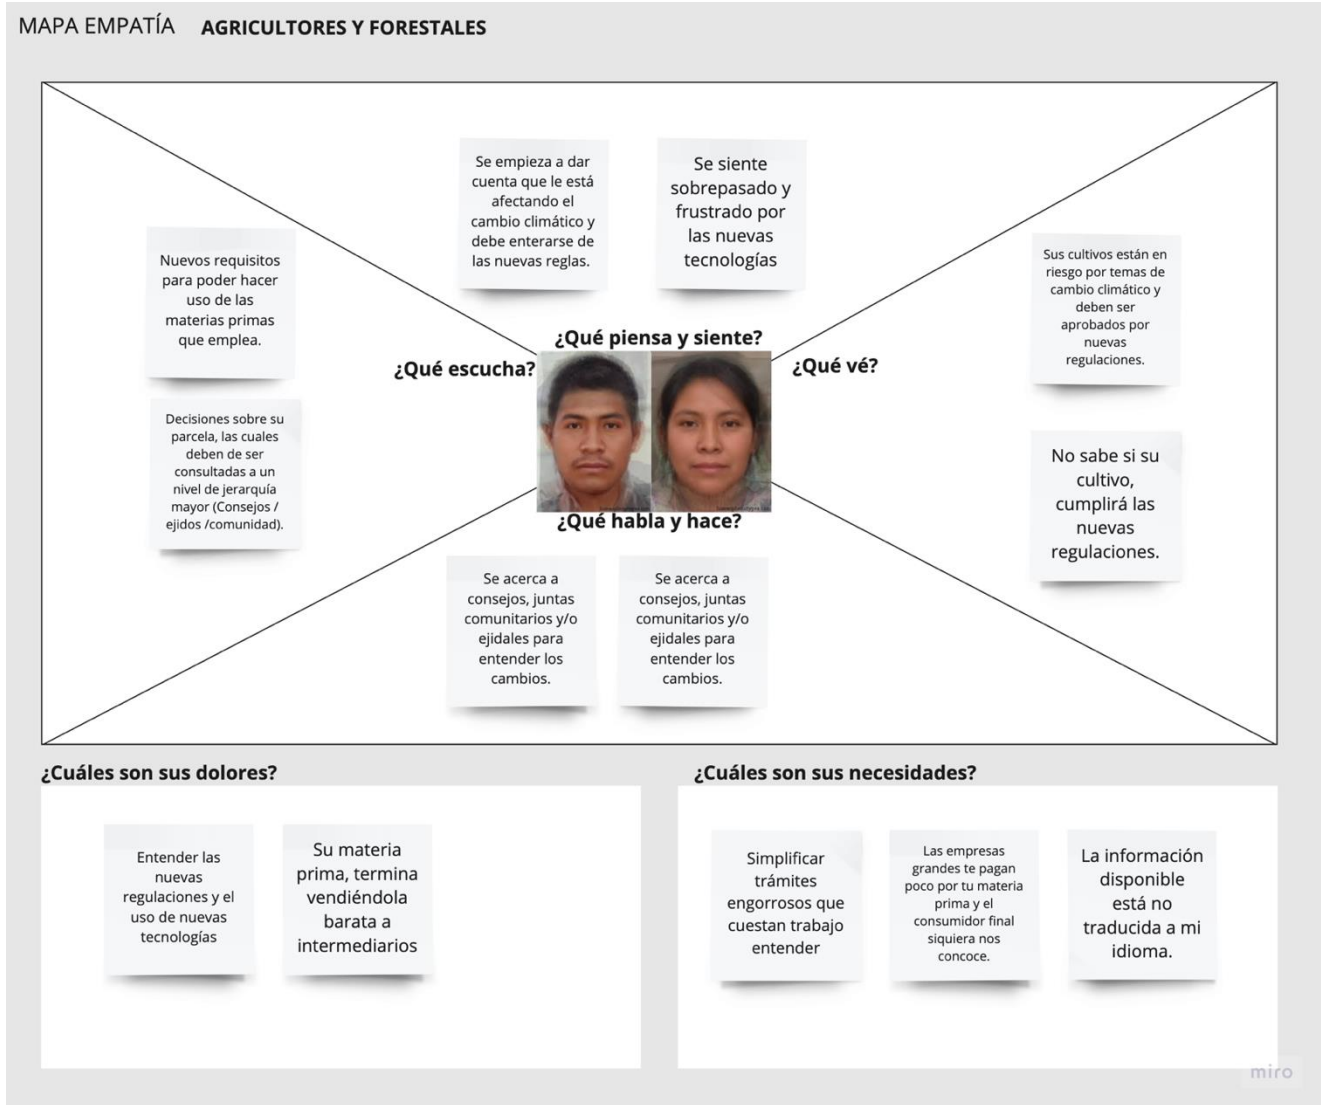 MAPA EMPATÍA AGRICULTORES Y FORESTALES
Se empieza a dar
cuenta que le está
afectando el
cambio climático y
debe enterarse de
las nuevas reglas.
Se siente
sobrepasado y
frustrado por
las nuevas
tecnologías
Nuevos requisitos
para poder hacer
uso de las
materias primas
que emplea.
Decisiones sobre su
parcela, las cuales
deben de ser
consultadas a un
nivel de jerarquía
mayor (Consejos /
ejidos /comunidad).
¿Qué piensa y siente?
¿Qué escucha?
¿Qué vé?
Sus cultivos están en
riesgo por temas de
cambio climático y
deben ser
aprobados por
nuevas
regulaciones.
No sabe si su
cultivo,
cumplirá las
nuevas
regulaciones.
¿Qué habla y hace?
Se acerca a
consejos, juntas
comunitarios y/o
ejidales para
entender los
cambios.
Se acerca a
consejos, juntas
comunitarios y/o
ejidales para
entender los
cambios.
¿Cuáles son sus dolores?
Entender las
nuevas
regulaciones y el
uso de nuevas
tecnologías
Su materia
prima, termina
vendiéndola
barata a
intermediarios
¿Cuáles son sus necesidades?
Simplificar
trámites
engorrosos que
cuestan trabajo
entender
Las empresas
grandes te pagan
poco por tu materia
prima y el
consumidor final
siquiera nos
concoce.
La información
disponible
está no
traducida a mi
idioma.
miro